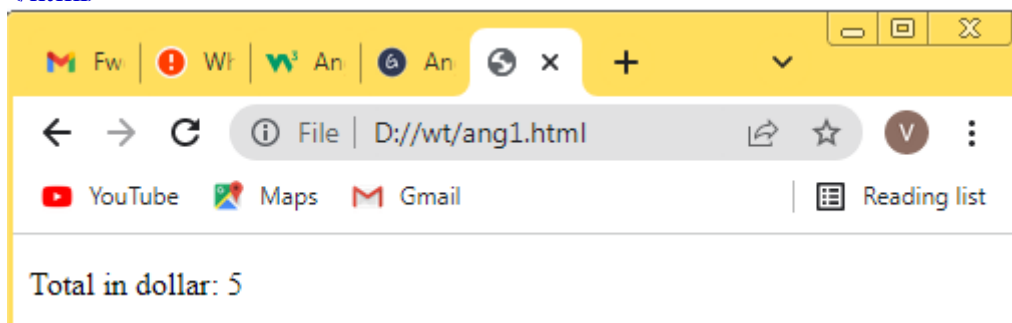 Fw Wh An An
File D://wt/ang1.html V
YouTube Maps Gmail Reading list
Total in dollar: 5